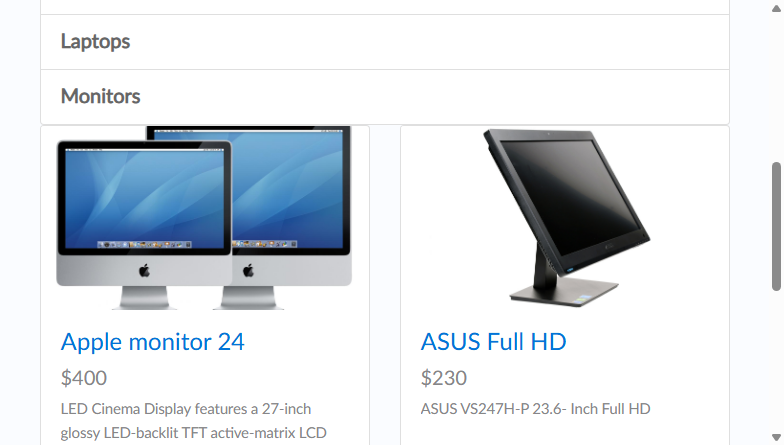 Laptops
Monitors
Apple monitor 24
$400
LED Cinema Display features a 27-inch
glossy LED-backlit TFT active-matrix LCD
ASUS Full HD
$230
ASUS VS247H-P 23.6- Inch Full HD